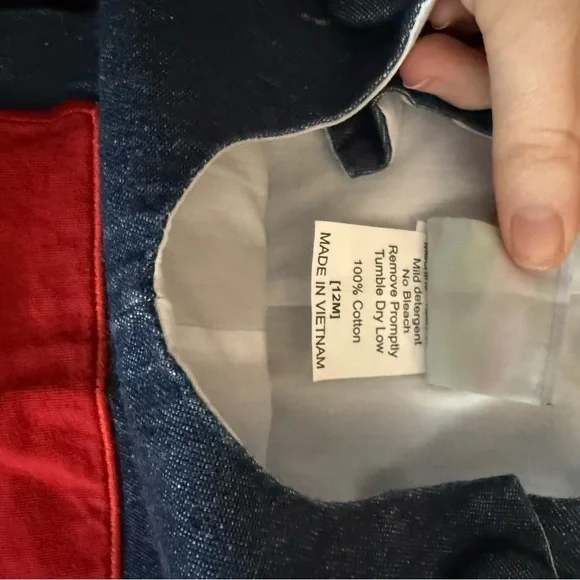 Mild detergent
No Bleach
Remove Promptly
Tumble Dry Low
100% Cotton
[12M]
MADE IN VIETNAM